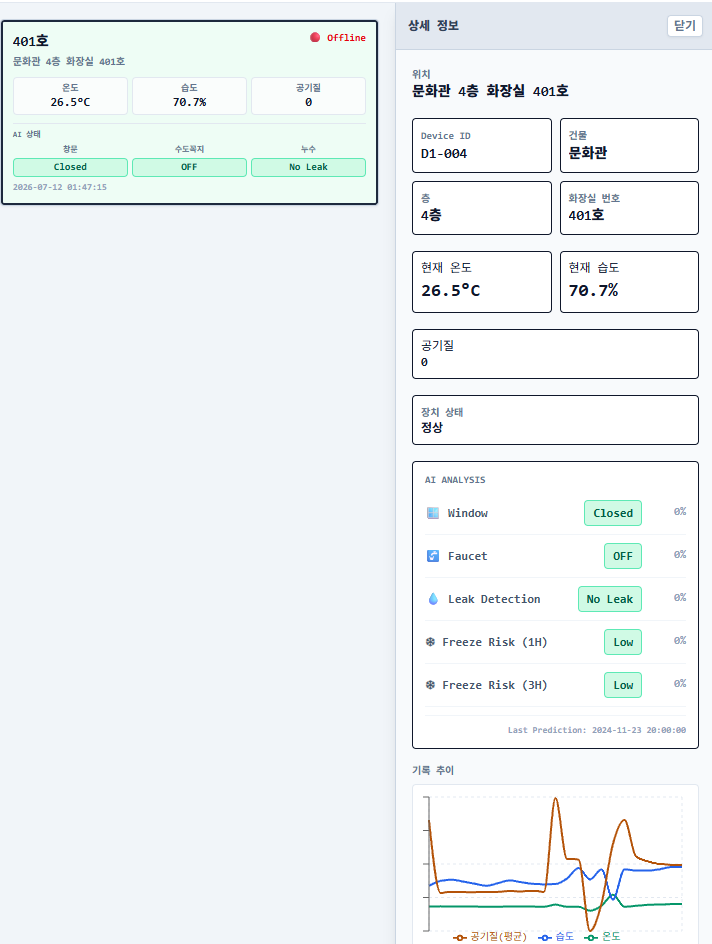 401호
Offline
문화관 4층 화장실 401호
온도 습도 공기질
26.5°C 70.7% 0
AI 상태
창문 수도꼭지 누수
Closed OFF No Leak
2026-07-12 01:47:15
상세 정보
닫기
위치
문화관 4층 화장실 401호
Device ID
D1-004
건물
문화관
층
4층
화장실 번호
401호
현재 온도
26.5°C
현재 습도
70.7%
공기질
0
장치 상태
정상
AI ANALYSIS
Window Closed 0%
Faucet OFF 0%
Leak Detection No Leak 0%
Freeze Risk (1H) Low 0%
Freeze Risk (3H) Low 0%
Last Prediction: 2024-11-23 20:00:00
기록 추이
공기질(평균) 습도 온도